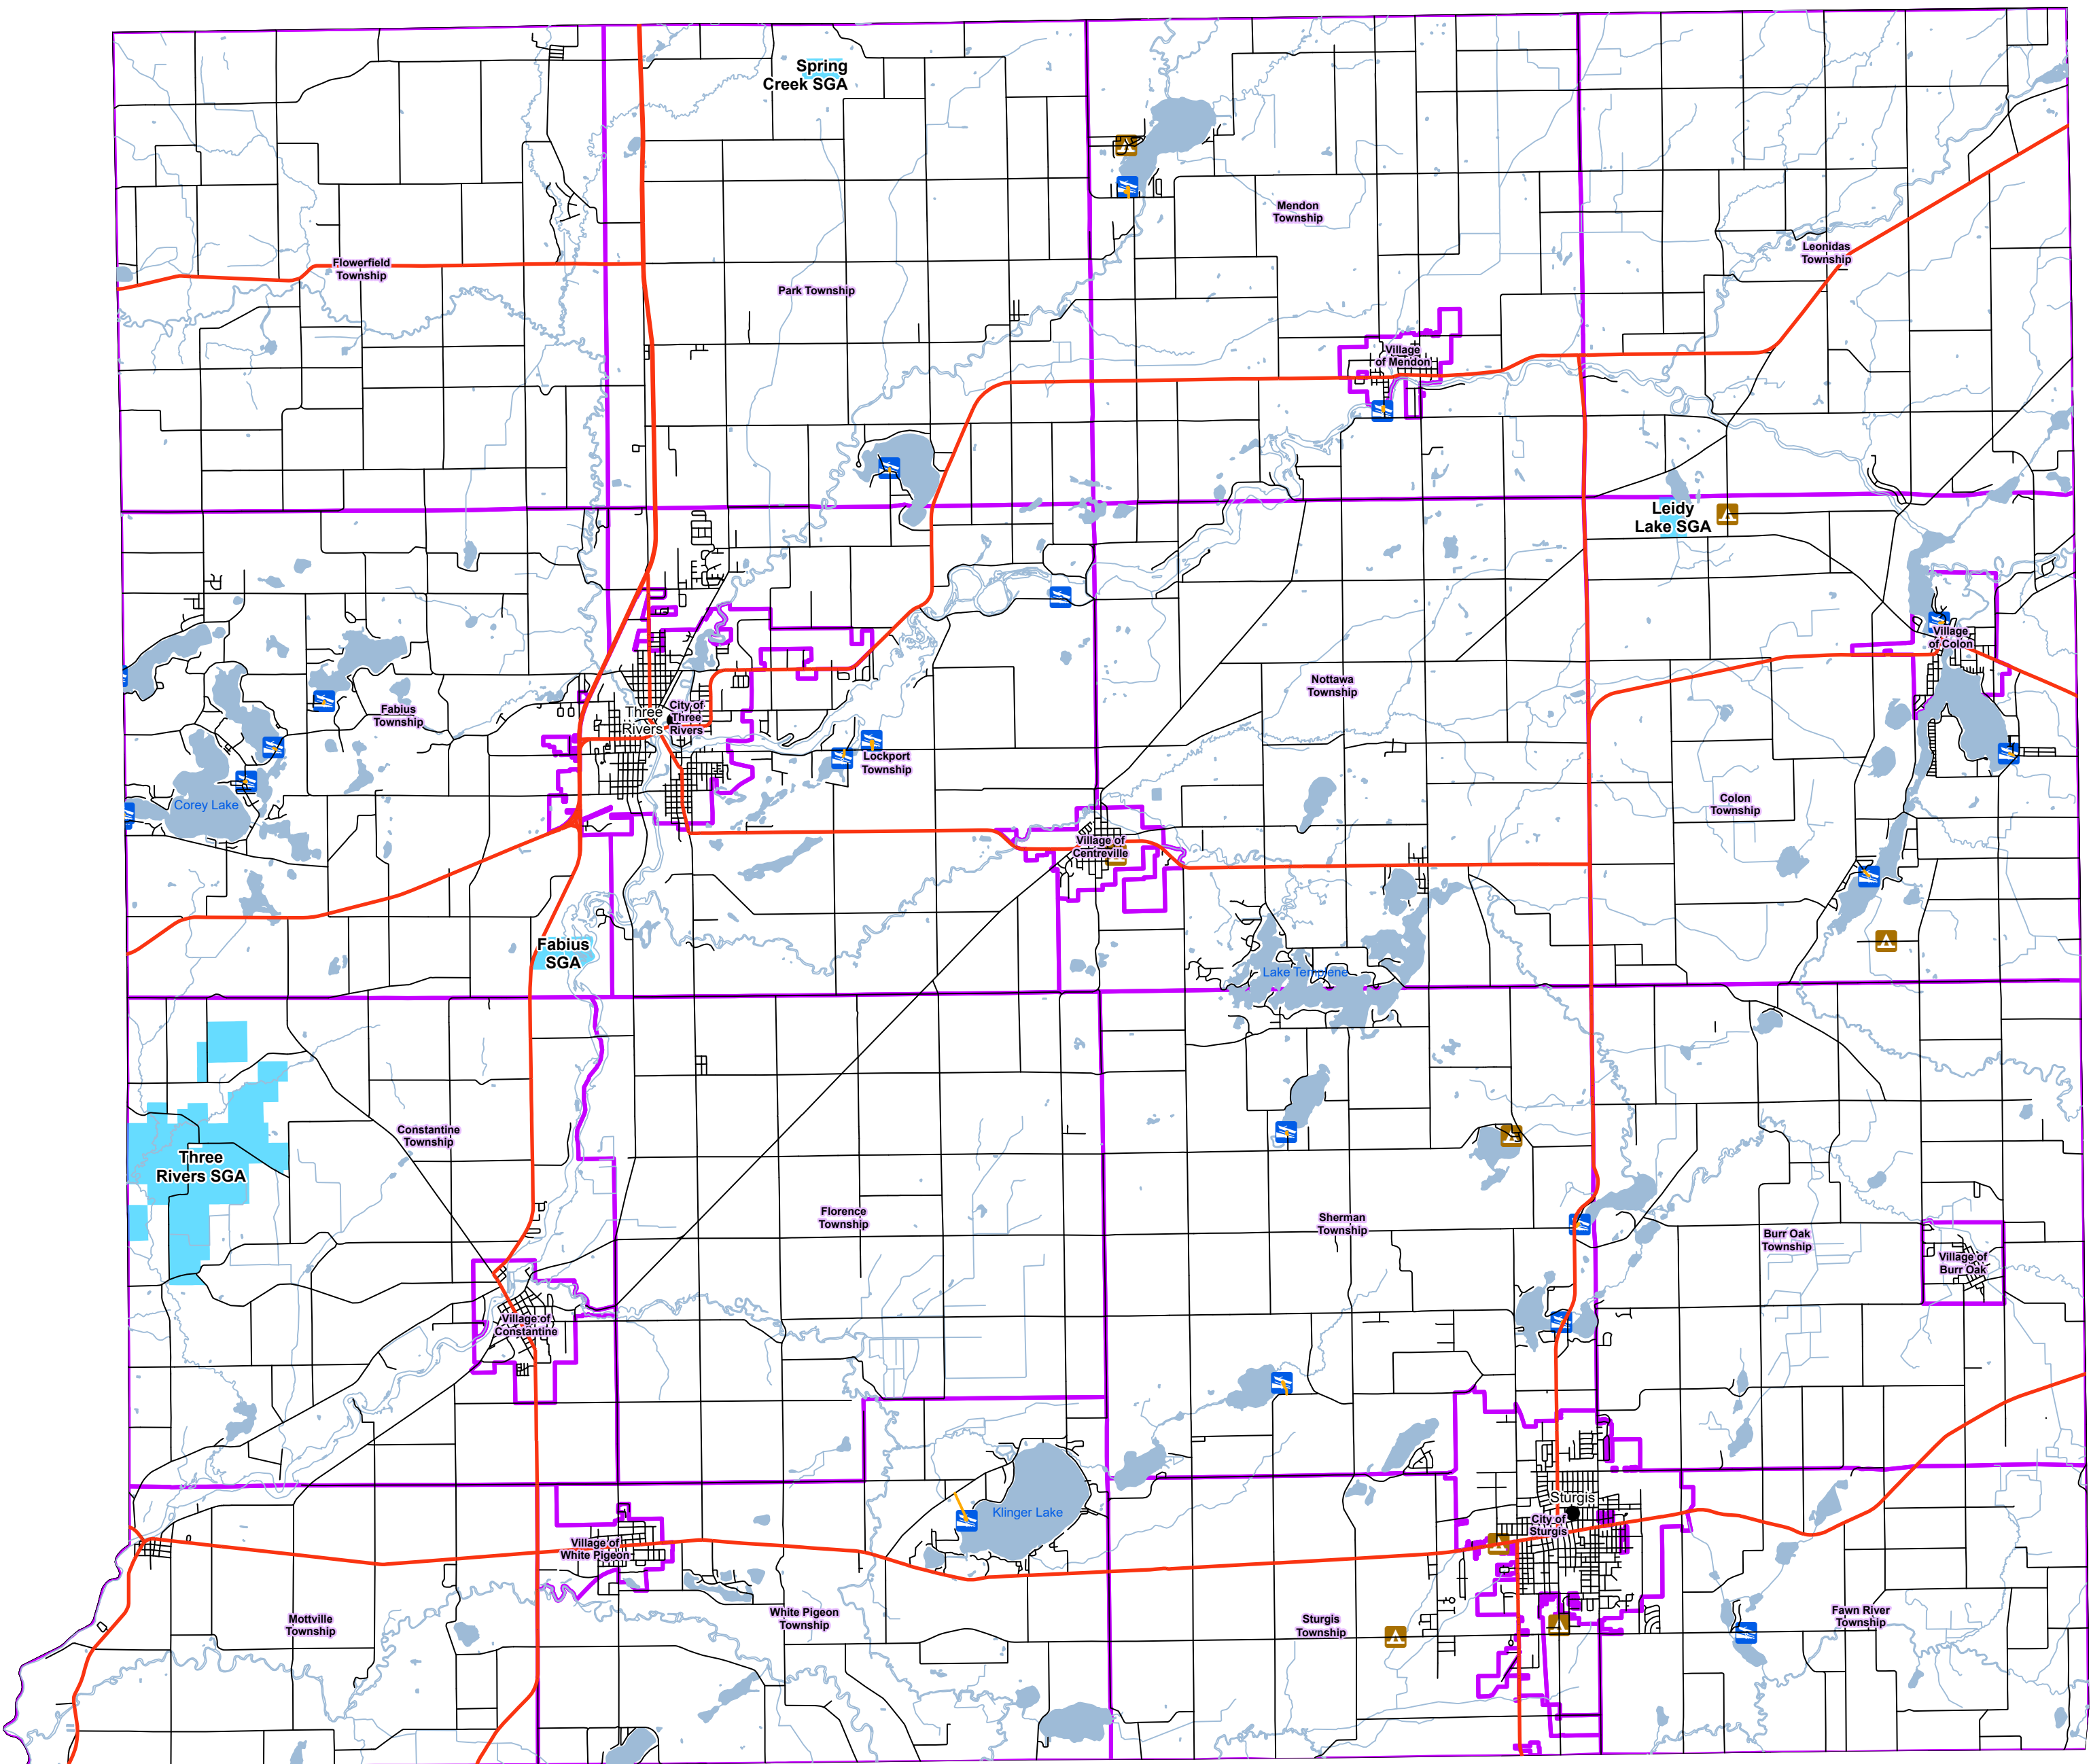 Spring
Creek SGA
Mendon
Township
Leonidas
Township
Flowerfield
Township
Park Township
Village
of Mendon
Leidy
Lake SGA
Village
of Colon
Nottawa
Township
Fabius
Township
Three
Rivers
City of
Three
Rivers
Lockport
Township
Corey Lake
Colon
Township
Village of
Centreville
Fabius
SGA
Lake Templene
Constantine
Township
Three
Rivers SGA
Florence
Township
Sherman
Township
Burr Oak
Township
Village of
Burr Oak
Village of
Constantine
Klinger Lake
Sturgis
City of
Sturgis
Village of
White Pigeon
Mottville
Township
White Pigeon
Township
Sturgis
Township
Fawn River
Township